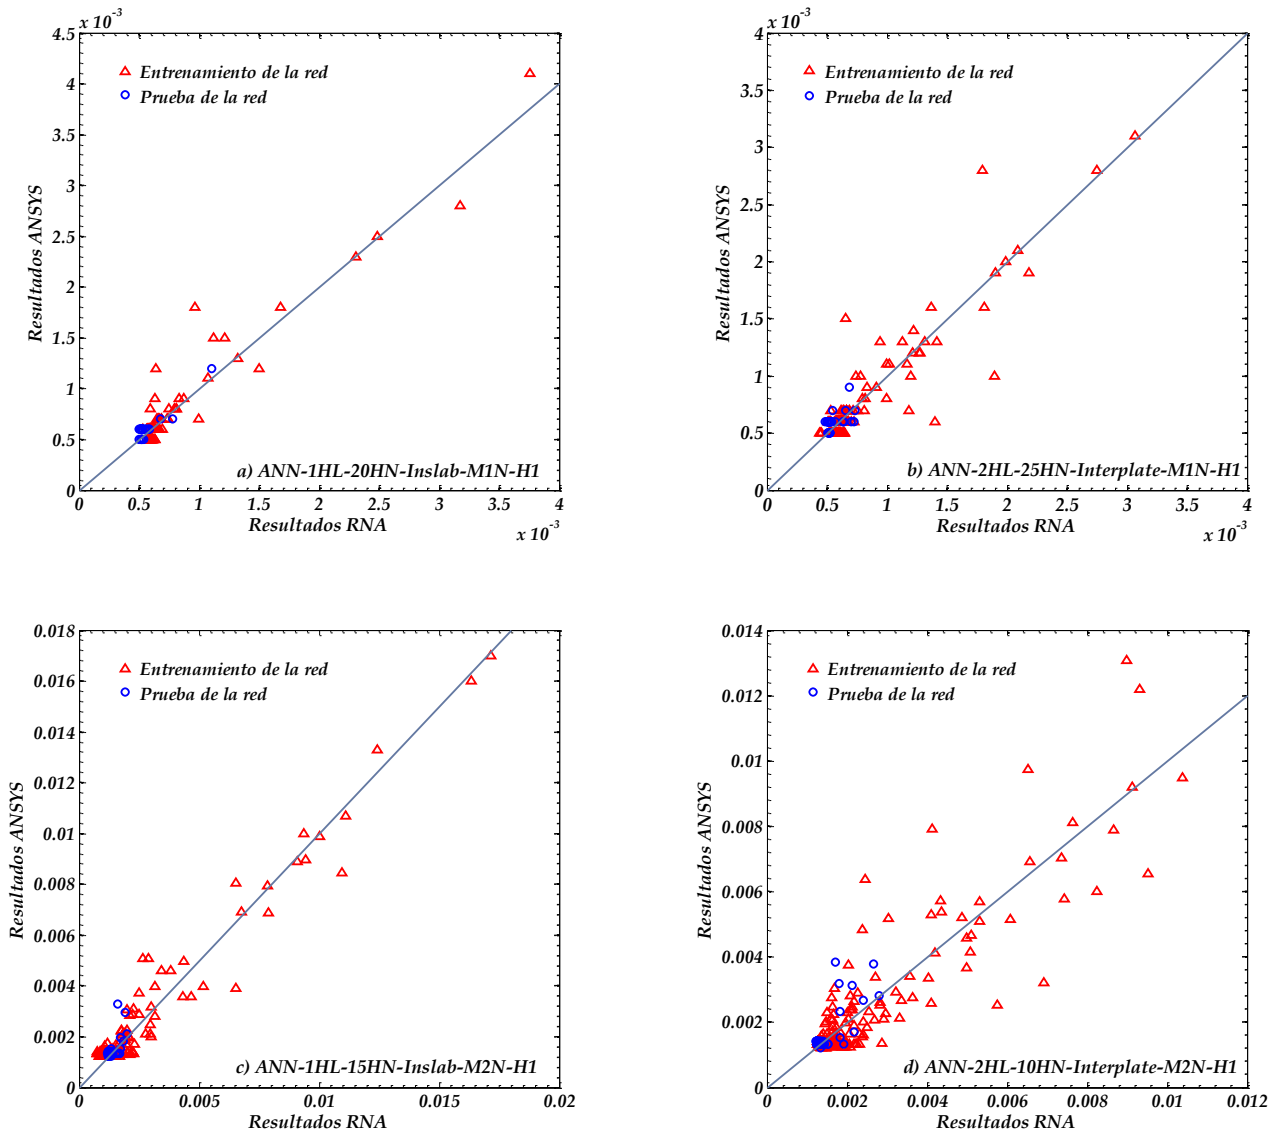 x 10-3
4.5
4
3.5
3
2.5
2
1.5
1
0.5
0
Resultados ANSYS
Entrenamiento de la red
Prueba de la red
a) ANN-1HL-20HN-Inslab-M1N-H1
0 0.5 1 1.5 2 2.5 3 3.5 4
Resultados RNA
x 10-3
x 10-3
4
3.5
3
2.5
2
1.5
1
0.5
0
Resultados ANSYS
Entrenamiento de la red
Prueba de la red
b) ANN-2HL-25HN-Interplate-M1N-H1
0 0.5 1 1.5 2 2.5 3 3.5 4
Resultados RNA
x 10-3
0.018
0.016
0.014
0.012
0.01
0.008
0.006
0.004
0.002
0
Resultados ANSYS
Entrenamiento de la red
Prueba de la red
c) ANN-1HL-15HN-Inslab-M2N-H1
0 0.005 0.01 0.015 0.02
Resultados RNA
0.014
0.012
0.01
0.008
0.006
0.004
0.002
0
Resultados ANSYS
Entrenamiento de la red
Prueba de la red
d) ANN-2HL-10HN-Interplate-M2N-H1
0 0.002 0.004 0.006 0.008 0.01 0.012
Resultados RNA